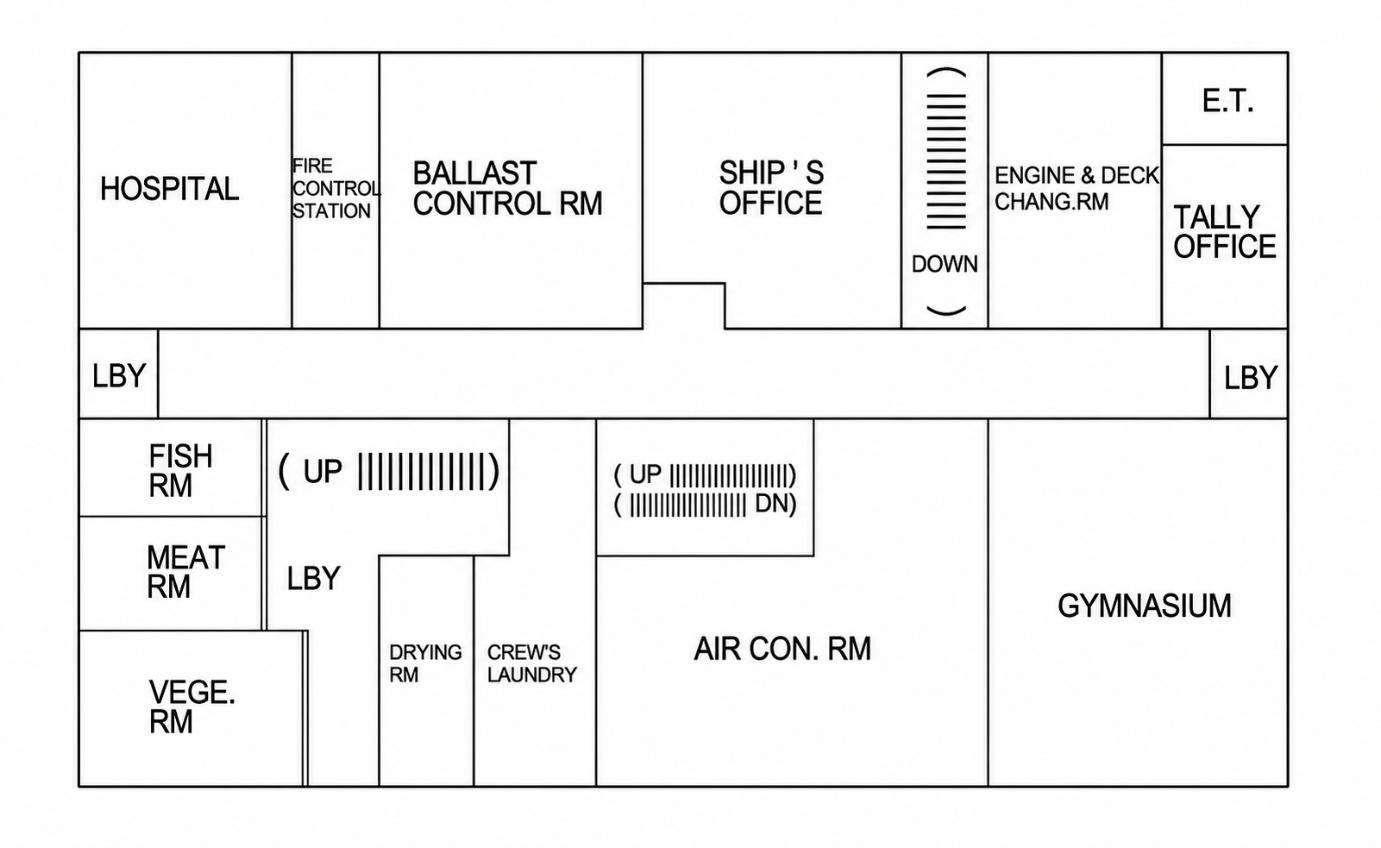 HOSPITAL
FIRE
CONTROL
STATION
BALLAST
CONTROL RM
SHIP ' S
OFFICE
DOWN
ENGINE & DECK
CHANG.RM
E.T.
TALLY
OFFICE
LBY
LBY
FISH
RM
MEAT
RM
VEGE.
RM
( UP |||||||||||||)
LBY
DRYING
RM
CREW'S
LAUNDRY
( UP ||||||||||||||||||||)
( |||||||||||||||||||| DN)
AIR CON. RM
GYMNASIUM